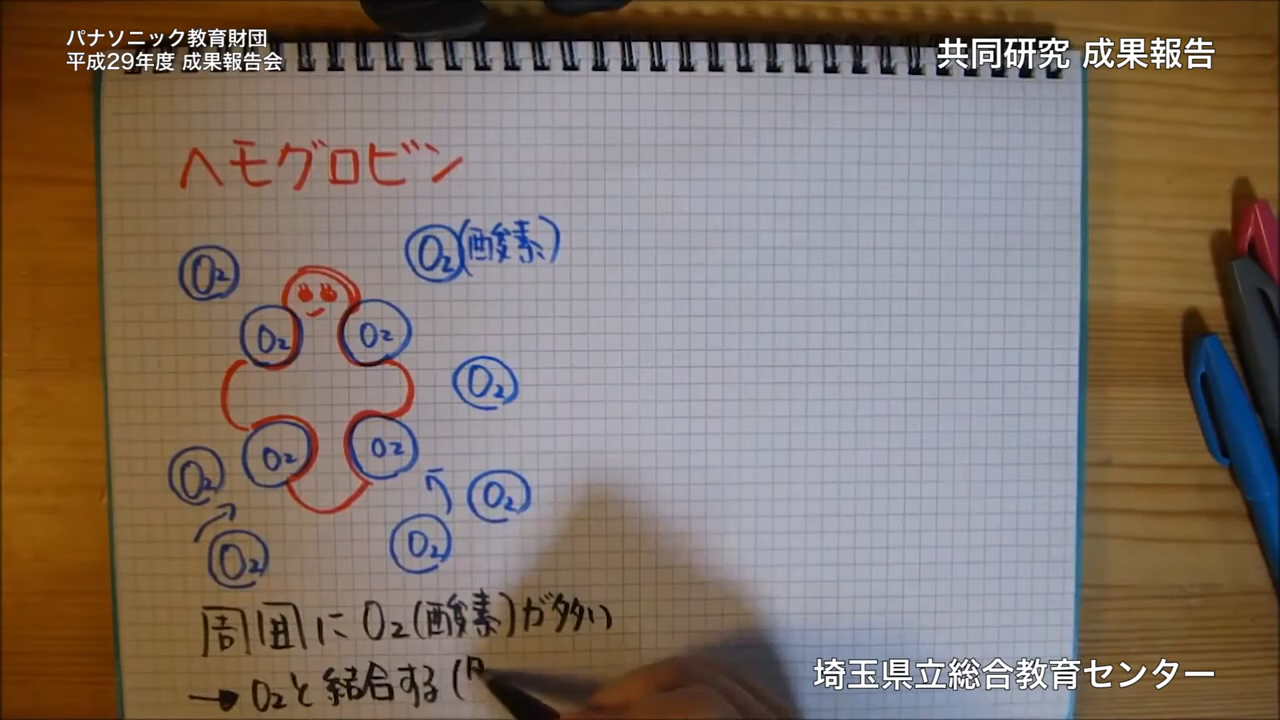 パナソニック教育財団
平成29年度 成果報告会
共同研究 成果報告
ヘモグロビン
O₂
O₂(酸素)
O₂
O₂
O₂
O₂
O₂
O₂
O₂
O₂
O₂
周囲にO₂(酸素)が多い
→O₂と結合する(
埼玉県立総合教育センター